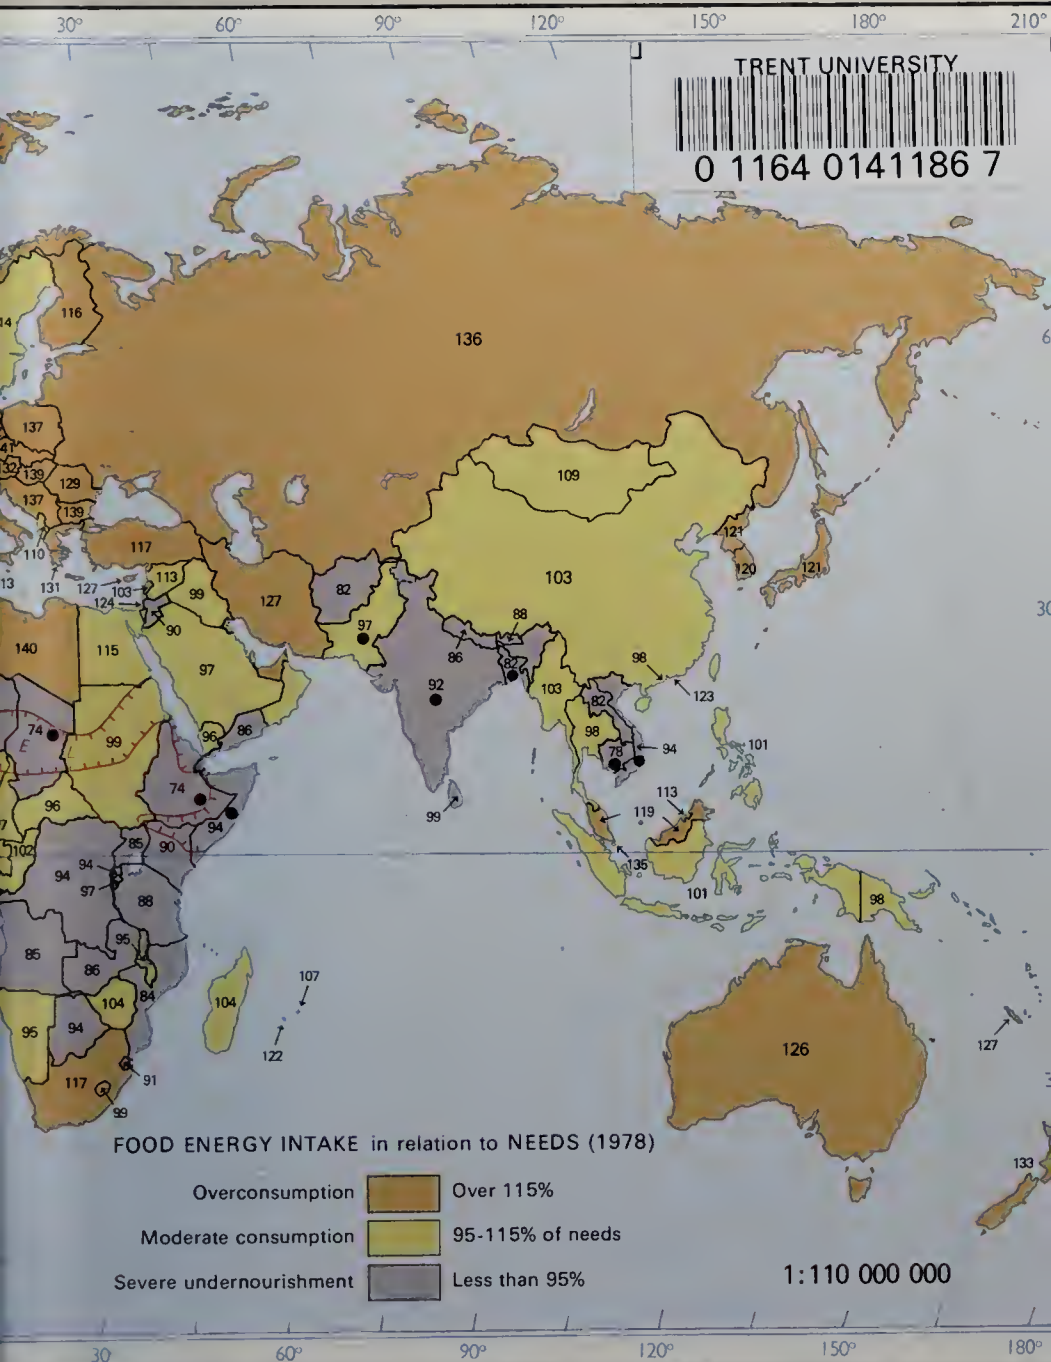 30° 60° 90° 120° 150° 180° 210°
TRENT UNIVERSITY
0 1164 0141186 7
116
136
137
132 139 129
109
137 139
121
110 117
120 121
113 103
131 127 103 99 127 82
124
97 88
90
140 115 86 98
97 92 82 103 123
82
74 99 96 86 98 94 101
E
78
74 113
96 99 119
94
85 90
102
94 135
94
97 88 101 98
95
85 86
107
84
104 104
95 94 126
122 127
117 91
99
FOOD ENERGY INTAKE in relation to NEEDS (1978)
133
Overconsumption Over 115%
Moderate consumption 95-115% of needs
Severe undernourishment Less than 95%
1:110 000 000
30 60° 90° 120° 150° 180°